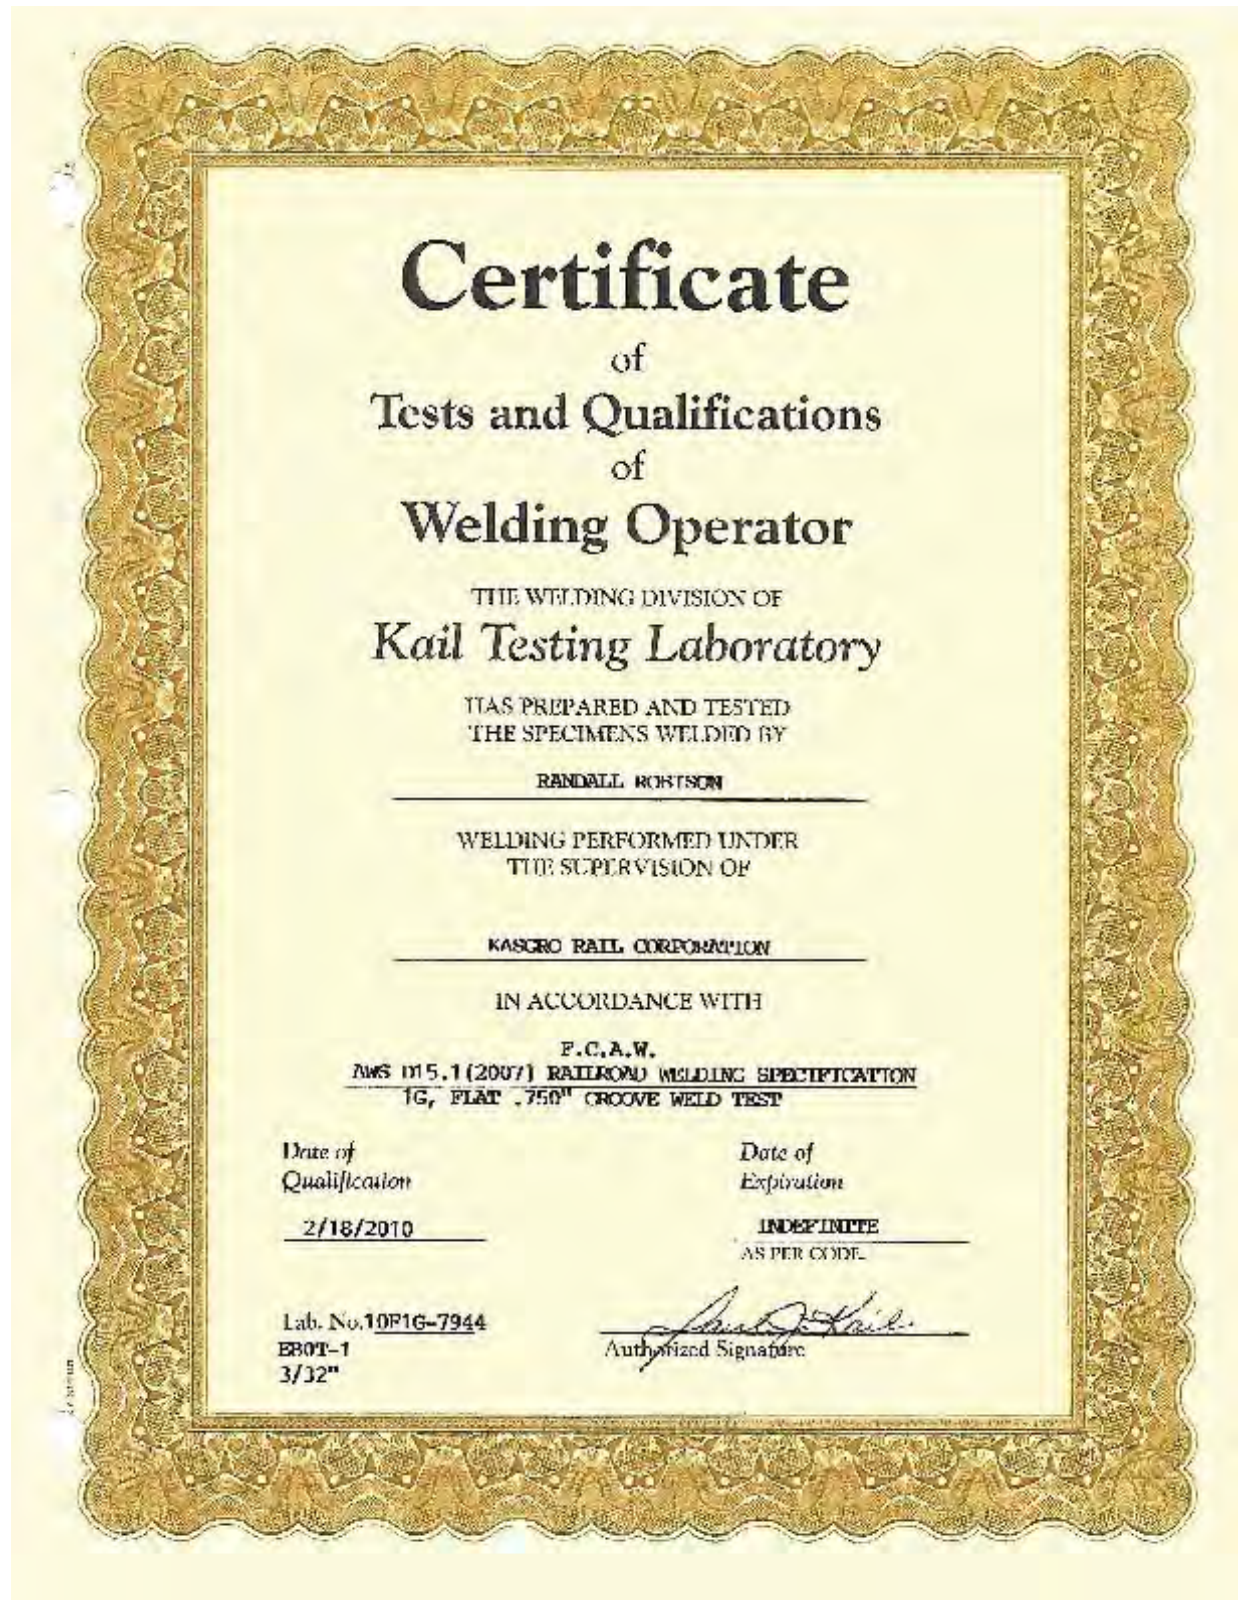 Certificate
of
Tests and Qualifications
of
Welding Operator
THE WELDING DIVISION OF
Kail Testing Laboratory
HAS PREPARED AND TESTED
THE SPECIMENS WELDED BY
RANDALL ROBISON
WELDING PERFORMED UNDER
THE SUPERVISION OF
KASGRO RAIL CORPORATION
IN ACCORDANCE WITH
F.C.A.W.
AWS D15.1(2007) RAILROAD WELDING SPECIFICATION
1G, FLAT .750" GROOVE WELD TEST
Date of Qualification
2/18/2010
Date of Expiration
INDEFINITE
AS PER CODE
Lab. No.10F1G-7944
E80T-1
3/32"
Authorized Signature